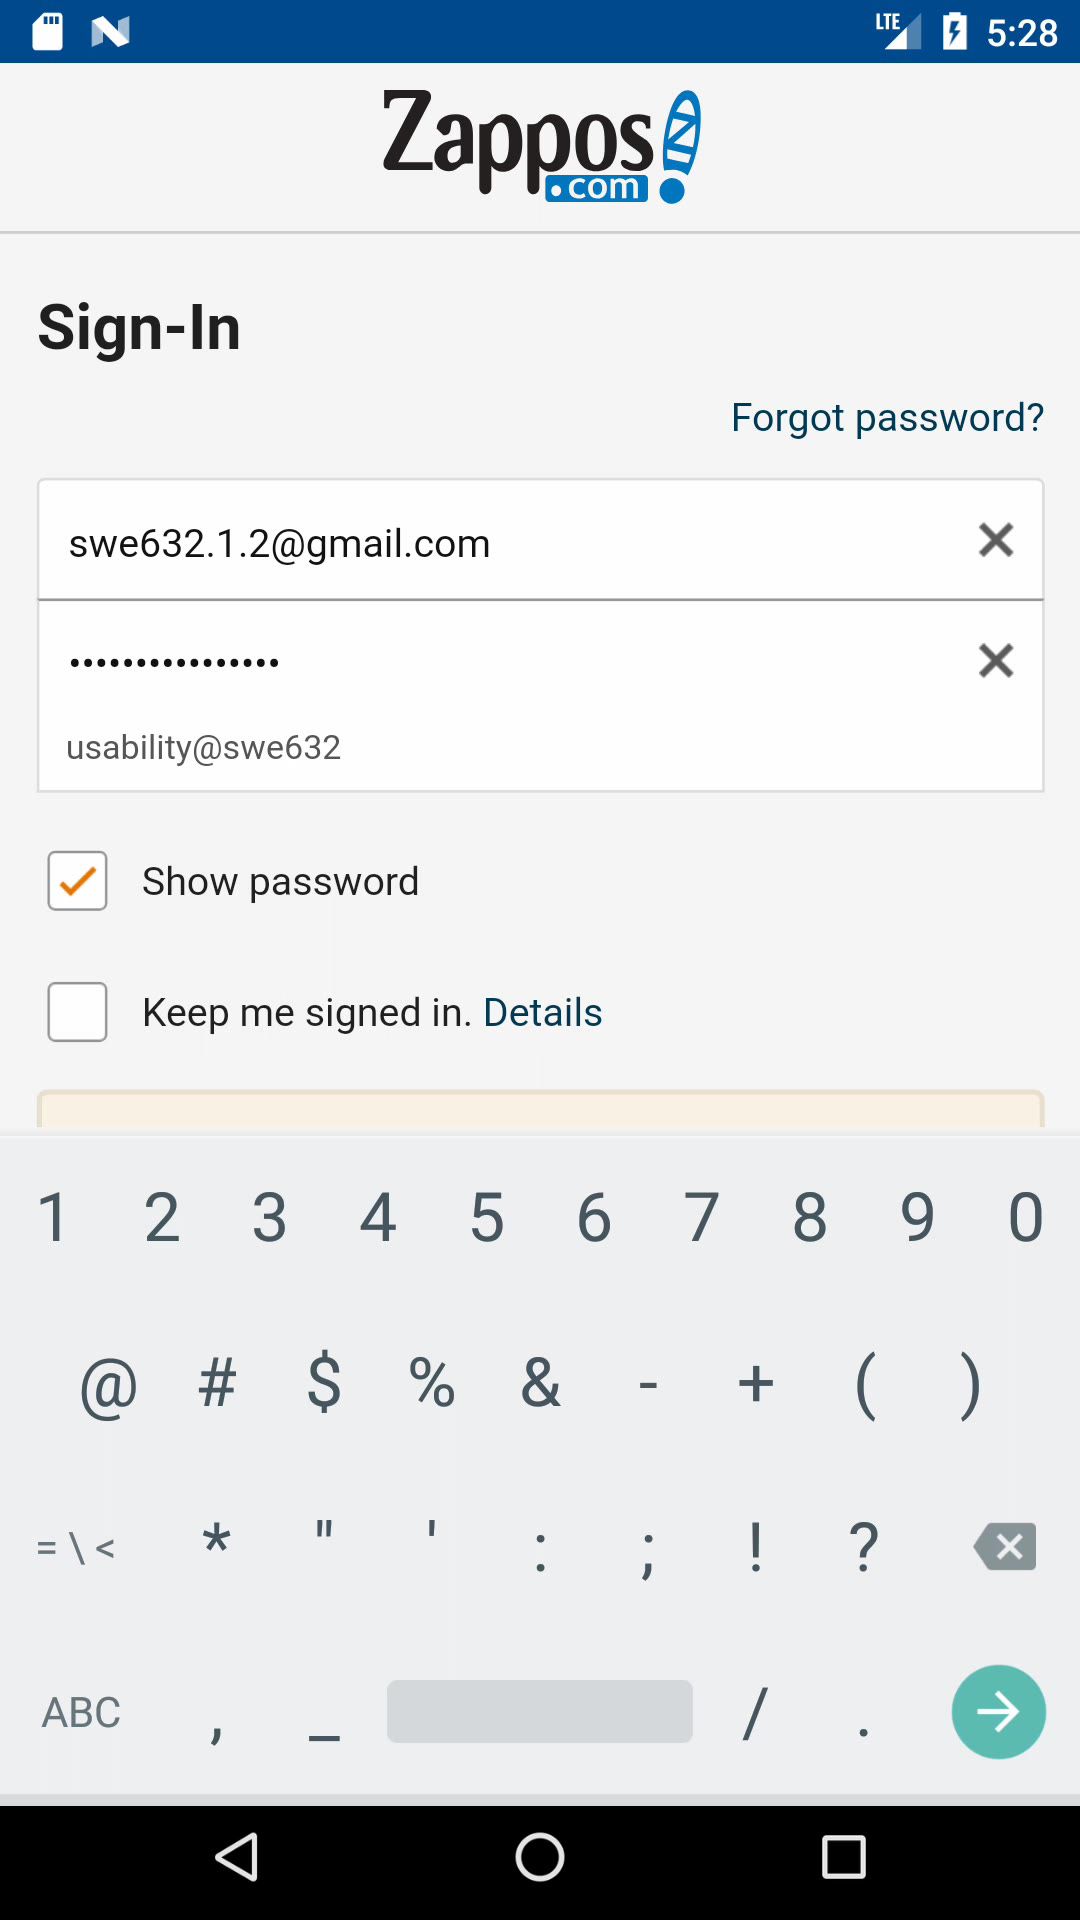 LTE 5:28
Zappos
.com
Sign-In
Forgot password?
swe632.1.2@gmail.com
••••••••••••••••
usability@swe632
Show password
Keep me signed in. Details
1 2 3 4 5 6 7 8 9 0
@ # $ % & - + ( )
= \ < * " ' : ; ! ?
ABC , _ / .